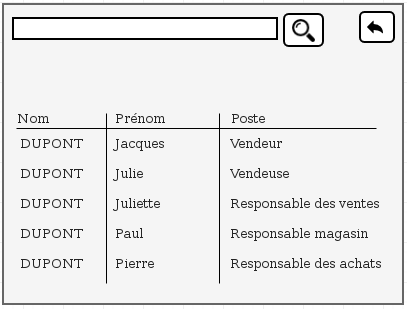 Nom Prénom Poste
DUPONT Jacques Vendeur
DUPONT Julie Vendeuse
DUPONT Juliette Responsable des ventes
DUPONT Paul Responsable magasin
DUPONT Pierre Responsable des achats